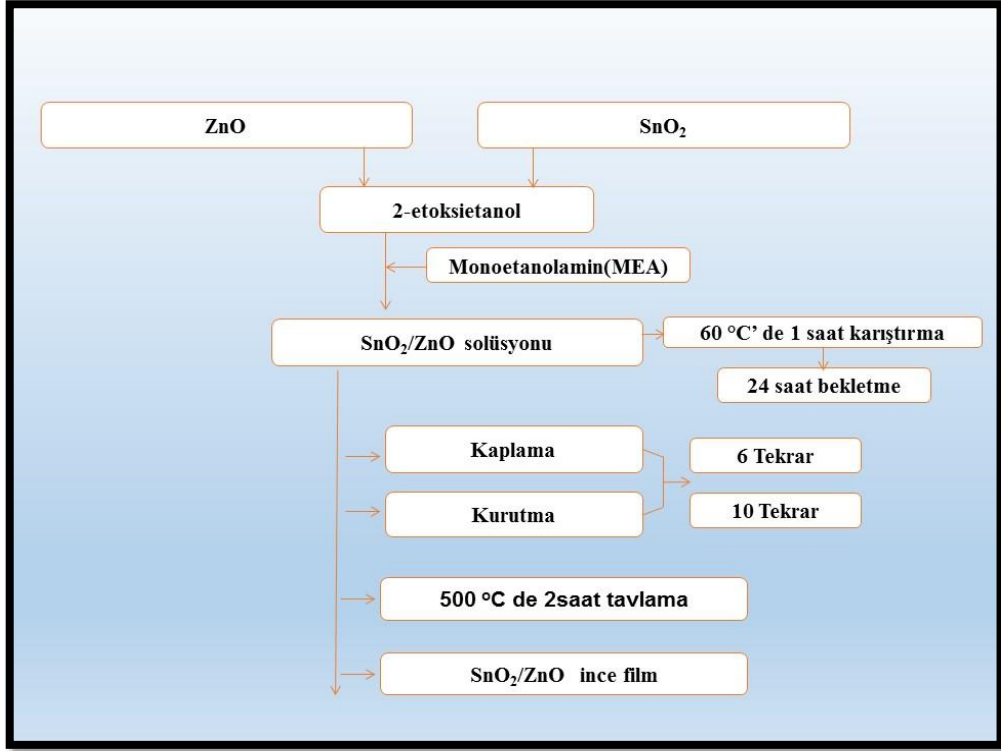 ZnO
SnO₂
2-etoksietanol
Monoetanolamin(MEA)
SnO₂/ZnO solüsyonu
60 °C’ de 1 saat karıştırma
24 saat bekletme
Kaplama
6 Tekrar
Kurutma
10 Tekrar
500 °C de 2saat tavlama
SnO₂/ZnO ince film